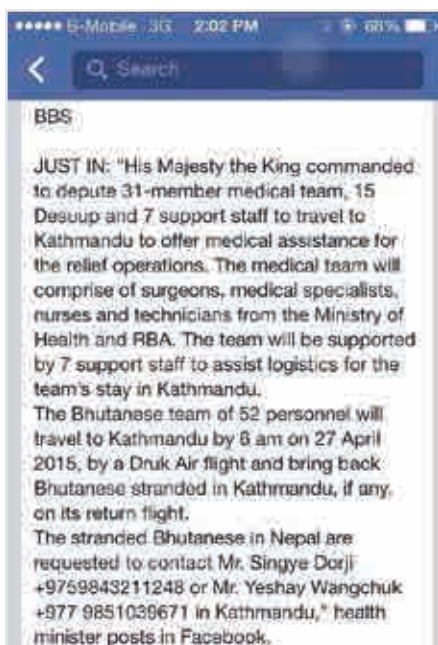 B-Mobile 3G 2:02 PM 68%
Search
BBS
JUST IN: "His Majesty the King commanded
to depute 31-member medical team, 15
Desuup and 7 support staff to travel to
Kathmandu to offer medical assistance for
the relief operations. The medical team will
comprise of surgeons, medical specialists,
nurses and technicians from the Ministry of
Health and RBA. The team will be supported
by 7 support staff to assist logistics for the
team's stay in Kathmandu.
The Bhutanese team of 52 personnel will
travel to Kathmandu by 6 am on 27 April
2015, by a Druk Air flight and bring back
Bhutanese stranded in Kathmandu, if any,
on its return flight.
The stranded Bhutanese in Nepal are
requested to contact Mr. Singye Dorji
+9759843211248 or Mr. Yeshay Wangchuk
+977 9851039671 in Kathmandu," health
minister posts in Facebook.